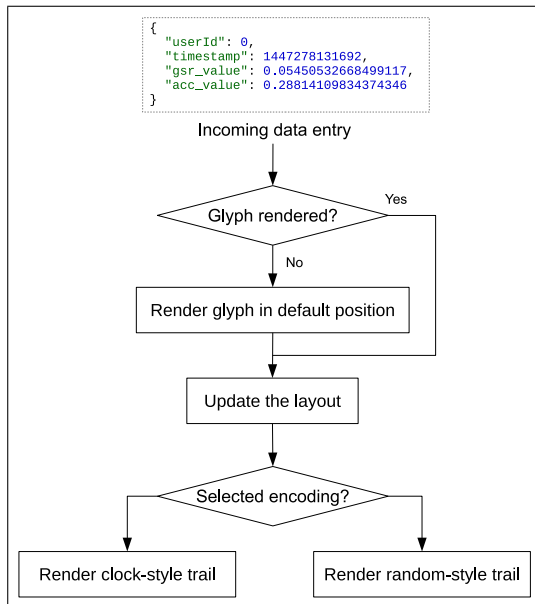 {
"userId": 0,
"timestamp": 1447278131692,
"gsr_value": 0.05450532668499117,
"acc_value": 0.28814109834374346
}
Incoming data entry
Glyph rendered?
Yes
No
Render glyph in default position
Update the layout
Selected encoding?
Render clock-style trail
Render random-style trail